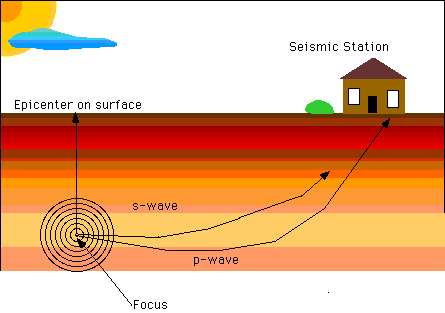 Seismic Station
Epicenter on surface
s-wave
p-wave
Focus